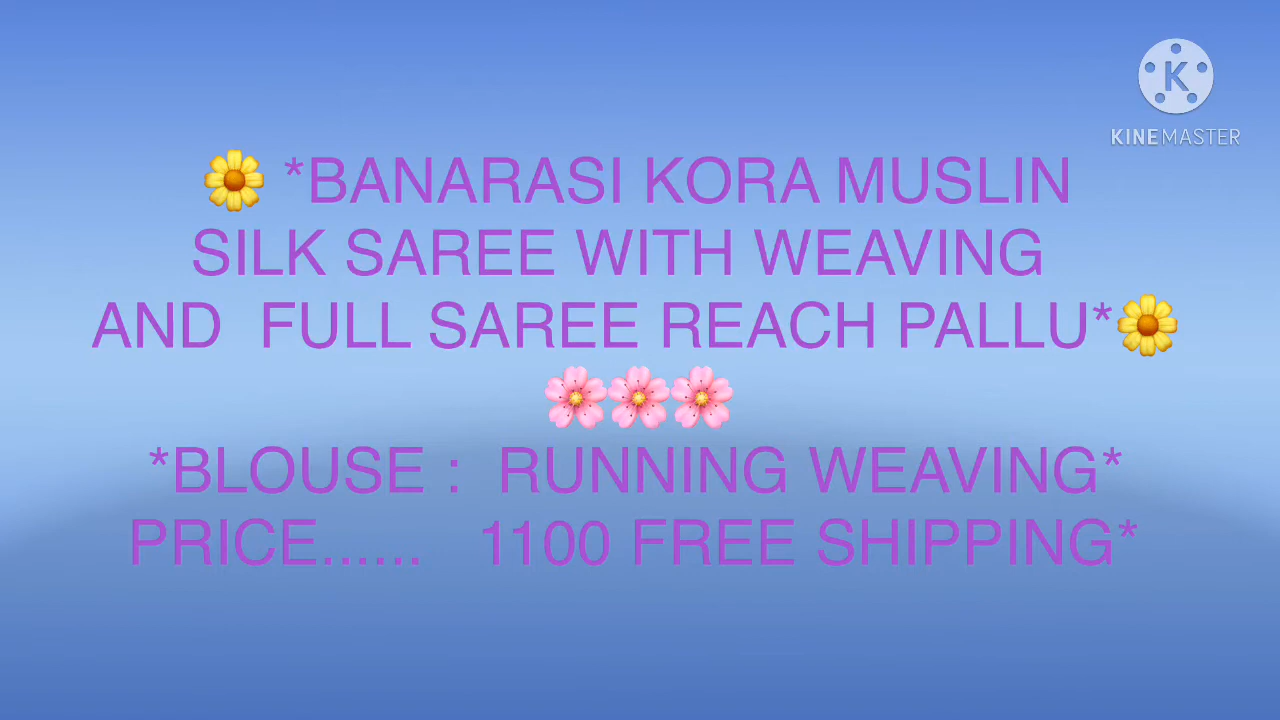 K
KINEMASTER
🌼 *BANARASI KORA MUSLIN
SILK SAREE WITH WEAVING
AND  FULL SAREE REACH PALLU*🌼
🌸🌸🌸
*BLOUSE :  RUNNING WEAVING*
PRICE......   1100 FREE SHIPPING*